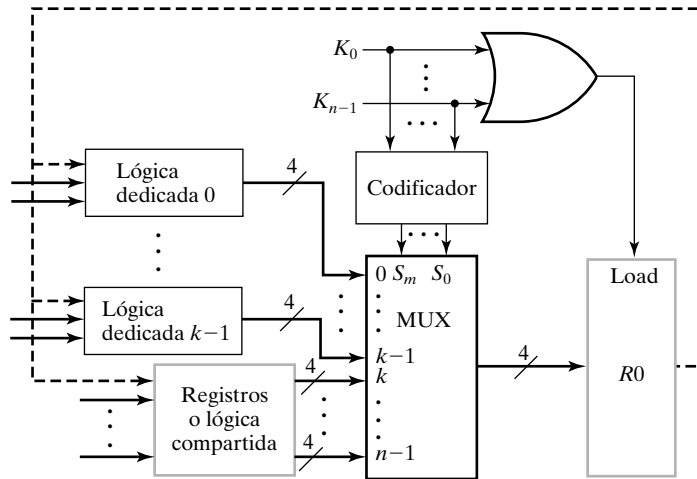 K0
Kn−1
Lógica
dedicada 0
4
Codificador
0 Sm S0
MUX
Load
Lógica
dedicada k−1
4
k−1
k
4
R0
Registros
o lógica
compartida
4
4
n−1